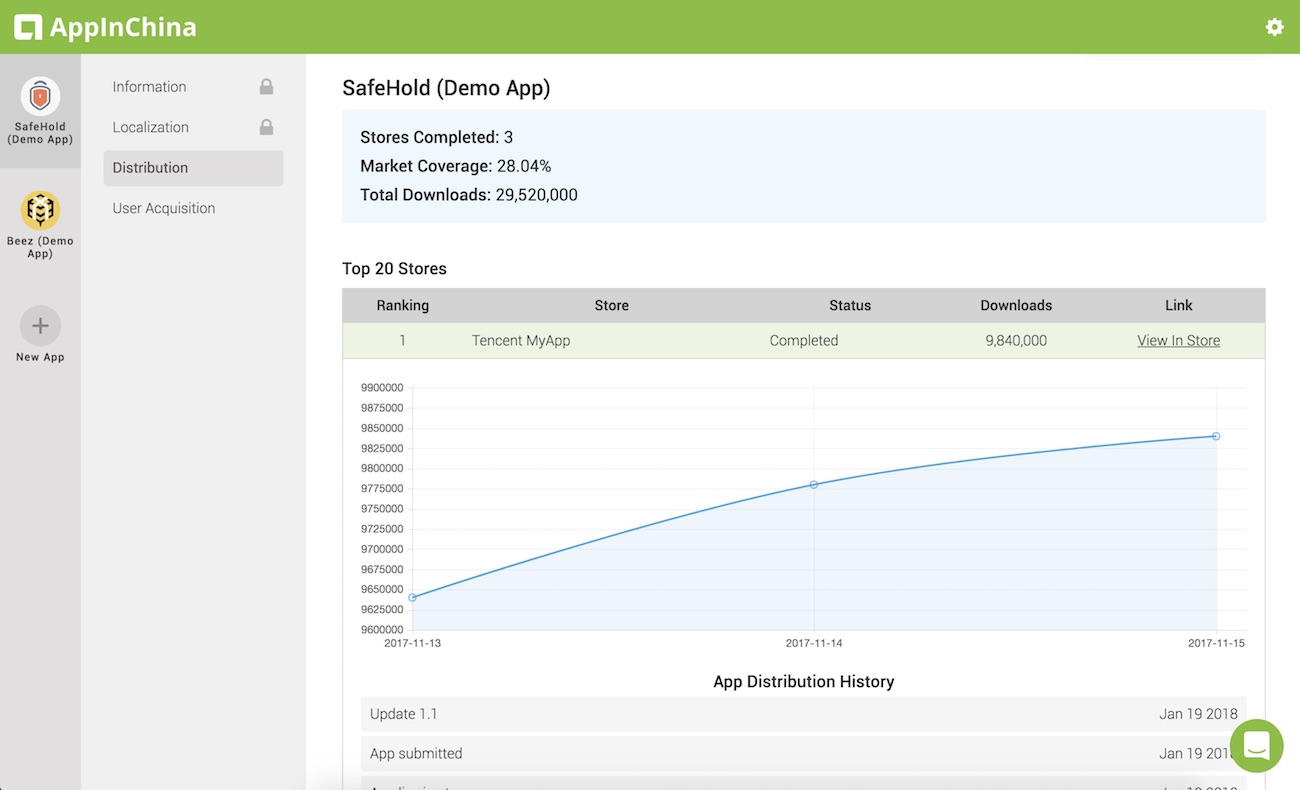 AppInChina
SafeHold
(Demo App)
Beez (Demo
App)
New App
Information
Localization
Distribution
User Acquisition
SafeHold (Demo App)
Stores Completed: 3
Market Coverage: 28.04%
Total Downloads: 29,520,000
Top 20 Stores
Ranking Store Status Downloads Link
1 Tencent MyApp Completed 9,840,000 View In Store
9900000
9875000
9850000
9825000
9800000
9775000
9750000
9725000
9700000
9675000
9650000
9625000
9600000
2017-11-13 2017-11-14 2017-11-15
App Distribution History
Update 1.1 Jan 19 2018
App submitted Jan 19 201